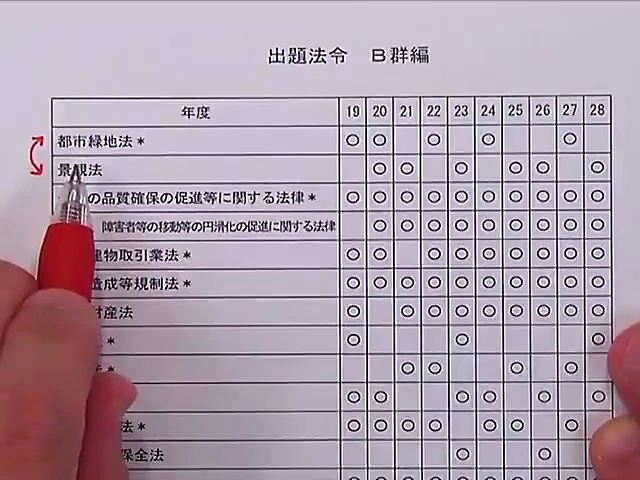 出題法令　Ｂ群編
年度 19 20 21 22 23 24 25 26 27 28
都市緑地法＊ ○ ○ ○ ○ ○
景観法 ○ ○ ○ ○ ○ ○
の品質確保の促進等に関する法律＊ ○ ○ ○ ○ ○ ○ ○ ○ ○
障害者等の移動等の円滑化の促進に関する法律 ○ ○ ○ ○ ○ ○ ○ ○ ○
建物取引業法＊ ○ ○ ○ ○ ○ ○ ○ ○ ○
造成等規制法＊ ○ ○ ○ ○ ○ ○ ○ ○ ○ ○
財産法 ○ ○ ○ ○ ○ ○ ○ ○ ○ ○
＊ ○ ○ ○
＊ ○ ○ ○ ○
○ ○ ○ ○ ○ ○
法＊ ○ ○ ○ ○ ○ ○ ○
保全法 ○ ○